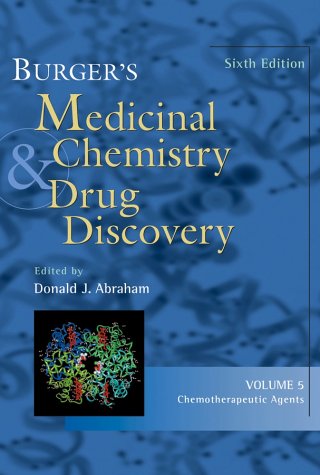 Sixth Edition
BURGER'S
Medicinal
Chemistry
& Drug
Discovery
Edited by
Donald J. Abraham
VOLUME 5
Chemotherapeutic Agents